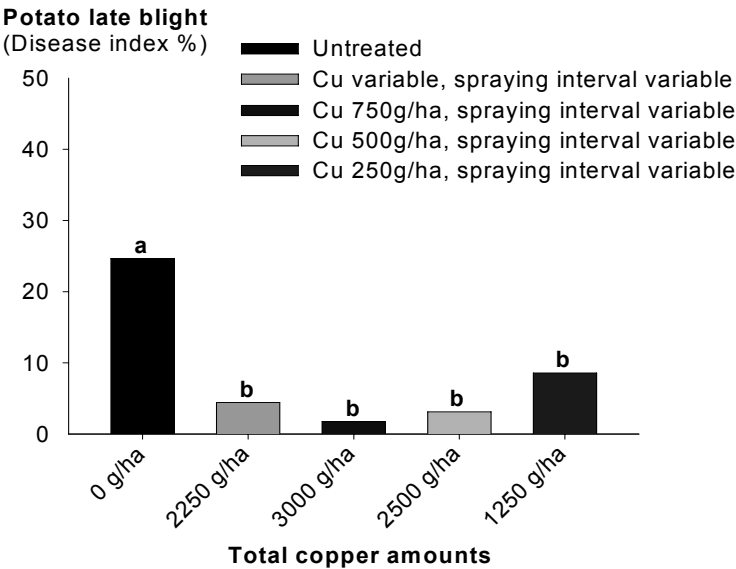 Potato late blight
(Disease index %)
Untreated
Cu variable, spraying interval variable
Cu 750g/ha, spraying interval variable
Cu 500g/ha, spraying interval variable
Cu 250g/ha, spraying interval variable
50
40
30
20
10
0
a
b
b
b
b
0 g/ha
2250 g/ha
3000 g/ha
2500 g/ha
1250 g/ha
Total copper amounts